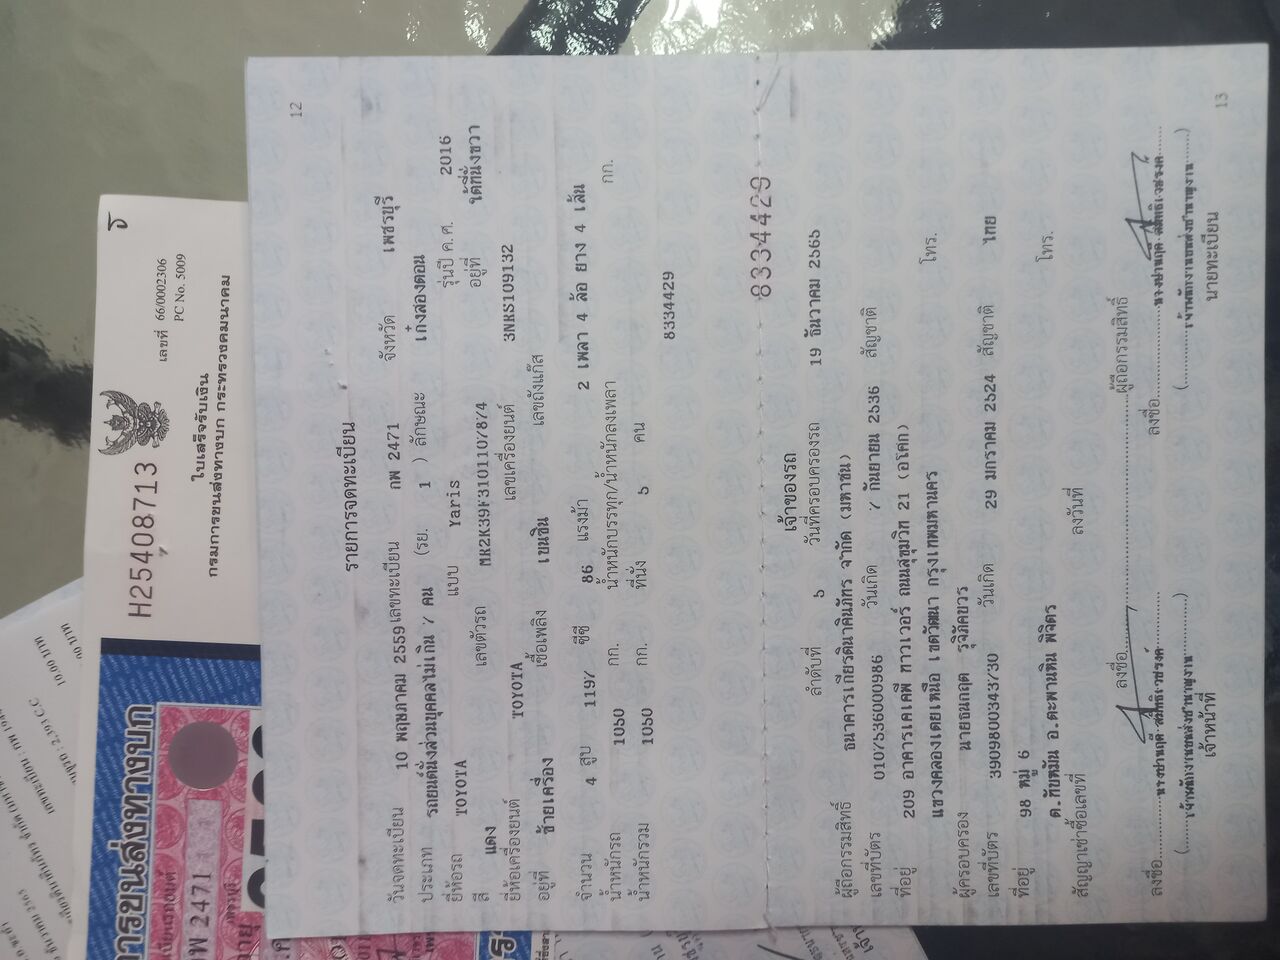 12
รายการจดทะเบียน
วันจดทะเบียน 10 พฤษภาคม 2559 เลขทะเบียน กพ 2471 จังหวัด เพชรบุรี
ประเภท รถยนต์นั่งส่วนบุคคลไม่เกิน 7 คน (รย. 1 ) ลักษณะ เก๋งสองตอน
ยี่ห้อรถ TOYOTA แบบ Yaris รุ่นปี ค.ศ. 2016
สี แดง เลขตัวรถ MR2K39F3101107874 อยู่ที่ ใต้ที่นั่งขวา
ยี่ห้อเครื่องยนต์ TOYOTA เลขเครื่องยนต์ 3NRS109132
อยู่ที่ ซ้ายเครื่อง เชื้อเพลิง เบนซิน เลขถังแก๊ส
จำนวน 4 สูบ 1197 ซีซี 86 แรงม้า 2 เพลา 4 ล้อ ยาง 4 เส้น
น้ำหนักรถ 1050 กก. น้ำหนักบรรทุก/น้ำหนักลงเพลา กก.
น้ำหนักรวม 1050 กก. ที่นั่ง 5 คน
8334429
8334429
เจ้าของรถ
ลำดับที่ 5 วันที่ครอบครองรถ 19 ธันวาคม 2565
ผู้ถือกรรมสิทธิ์ ธนาคารเกียรตินาคินภัทร จำกัด (มหาชน)
เลขที่บัตร 0107536000986 วันเกิด 7 กันยายน 2536 สัญชาติ
ที่อยู่ 209 อาคารเคเคพี ทาวเวอร์ ถนนสุขุมวิท 21 (อโศก)
แขวงคลองเตยเหนือ เขตวัฒนา กรุงเทพมหานคร โทร.
ผู้ครอบครอง นายธนกฤต รุจิภัคบวร
เลขที่บัตร 3909800343730 วันเกิด 29 มกราคม 2524 สัญชาติ ไทย
ที่อยู่ 98 หมู่ 6
ต.ทับหมัน อ.ตะพานหิน พิจิตร โทร.
สัญญาเช่าซื้อเลขที่ ลงวันที่
ลงชื่อ ผู้ถือกรรมสิทธิ์
ลงชื่อ ลงชื่อ
เจ้าหน้าที่ นายทะเบียน
13
H254087713
เลขที่ 66/0002306
PC No. 5009
ใบเสร็จรับเงิน
กรมการขนส่งทางบก กระทรวงคมนาคม
การขนส่งทางบก
2471